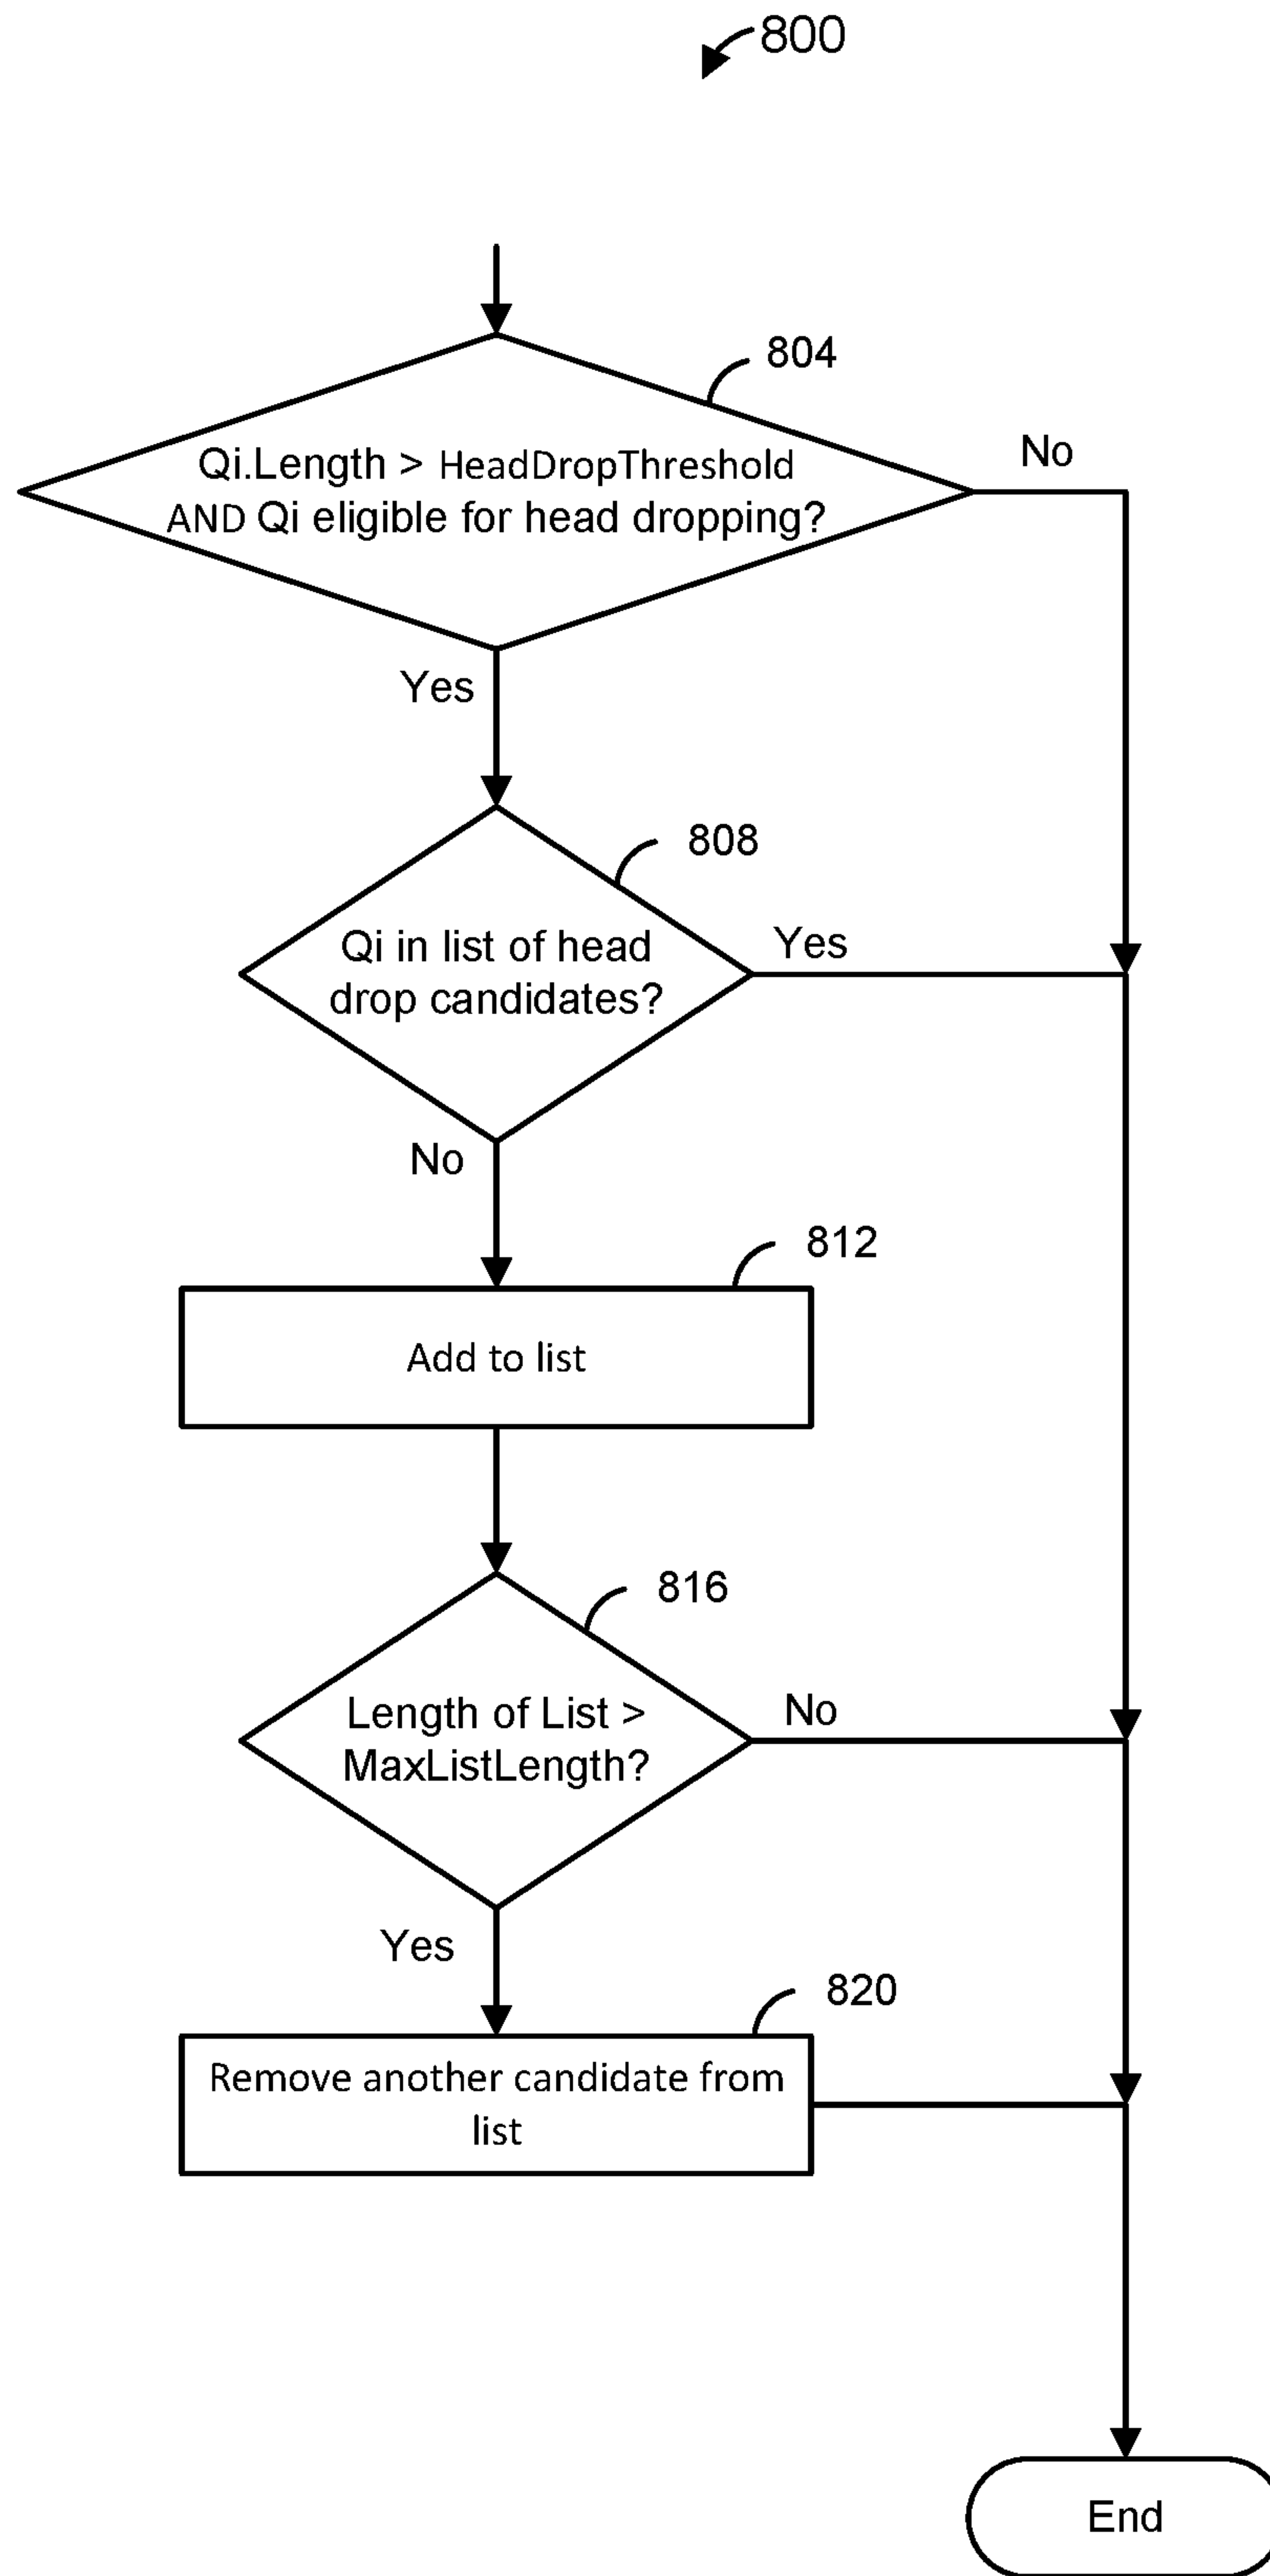 800
804
Qi.Length > HeadDropThreshold
AND Qi eligible for head dropping?
No
Yes
808
Qi in list of head
drop candidates?
Yes
No
812
Add to list
816
Length of List >
MaxListLength?
No
Yes
820
Remove another candidate from
list
End